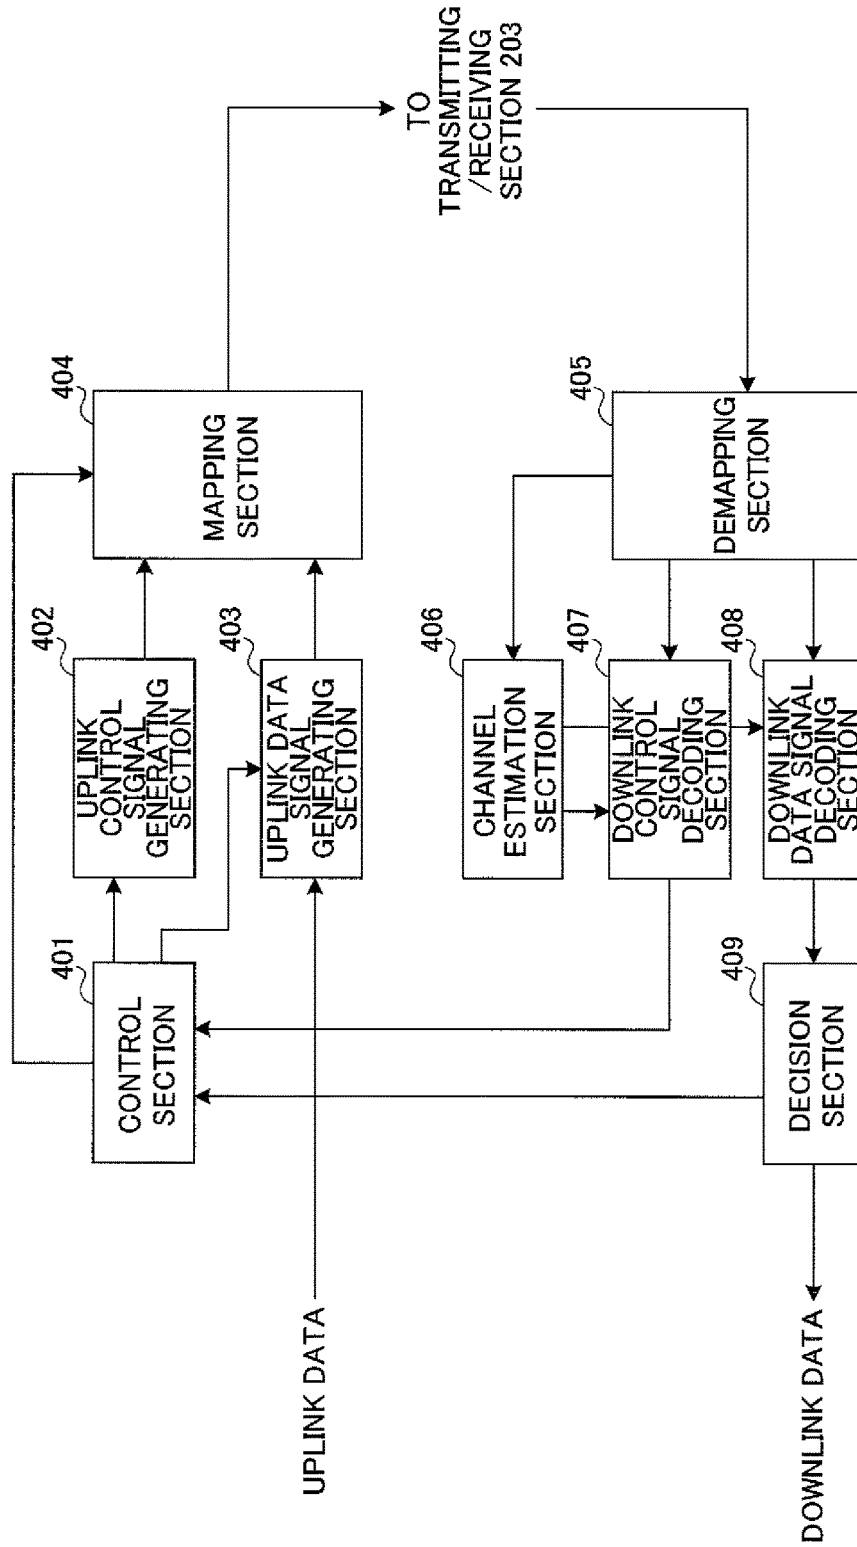 401
CONTROL
SECTION
402
UPLINK
CONTROL
SIGNAL
GENERATING
SECTION
404
MAPPING
SECTION
UPLINK DATA
403
UPLINK DATA
SIGNAL
GENERATING
SECTION
TO
TRANSMITTING
/RECEIVING
SECTION 203
406
CHANNEL
ESTIMATION
SECTION
405
DEMAPPING
SECTION
407
DOWNLINK
CONTROL
SIGNAL
DECODING
SECTION
DOWNLINK DATA
409
DECISION
SECTION
408
DOWNLINK
DATA SIGNAL
DECODING
SECTION